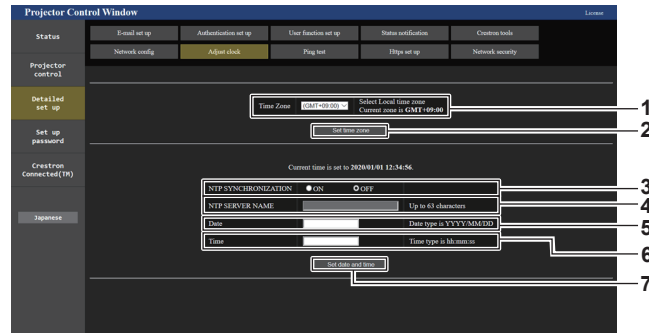 Projector Control Window
License
Status
E-mail set up
Authentication set up
User function set up
Status notification
Crestron tools
Network config
Adjust clock
Ping test
Https set up
Network security
Projector
control
Detailed
set up
Set up
password
Crestron
Connected(TM)
Japanese
Time Zone
(GMT+09:00)
Select Local time zone
Current zone is GMT+09:00
1
Set time zone
2
Current time is set to 2020/01/01 12:34:56.
NTP SYNCHRONIZATION
ON
OFF
3
NTP SERVER NAME
Up to 63 characters
4
Date
Date type is YYYY/MM/DD
5
Time
Time type is hh:mm:ss
6
Set date and time
7